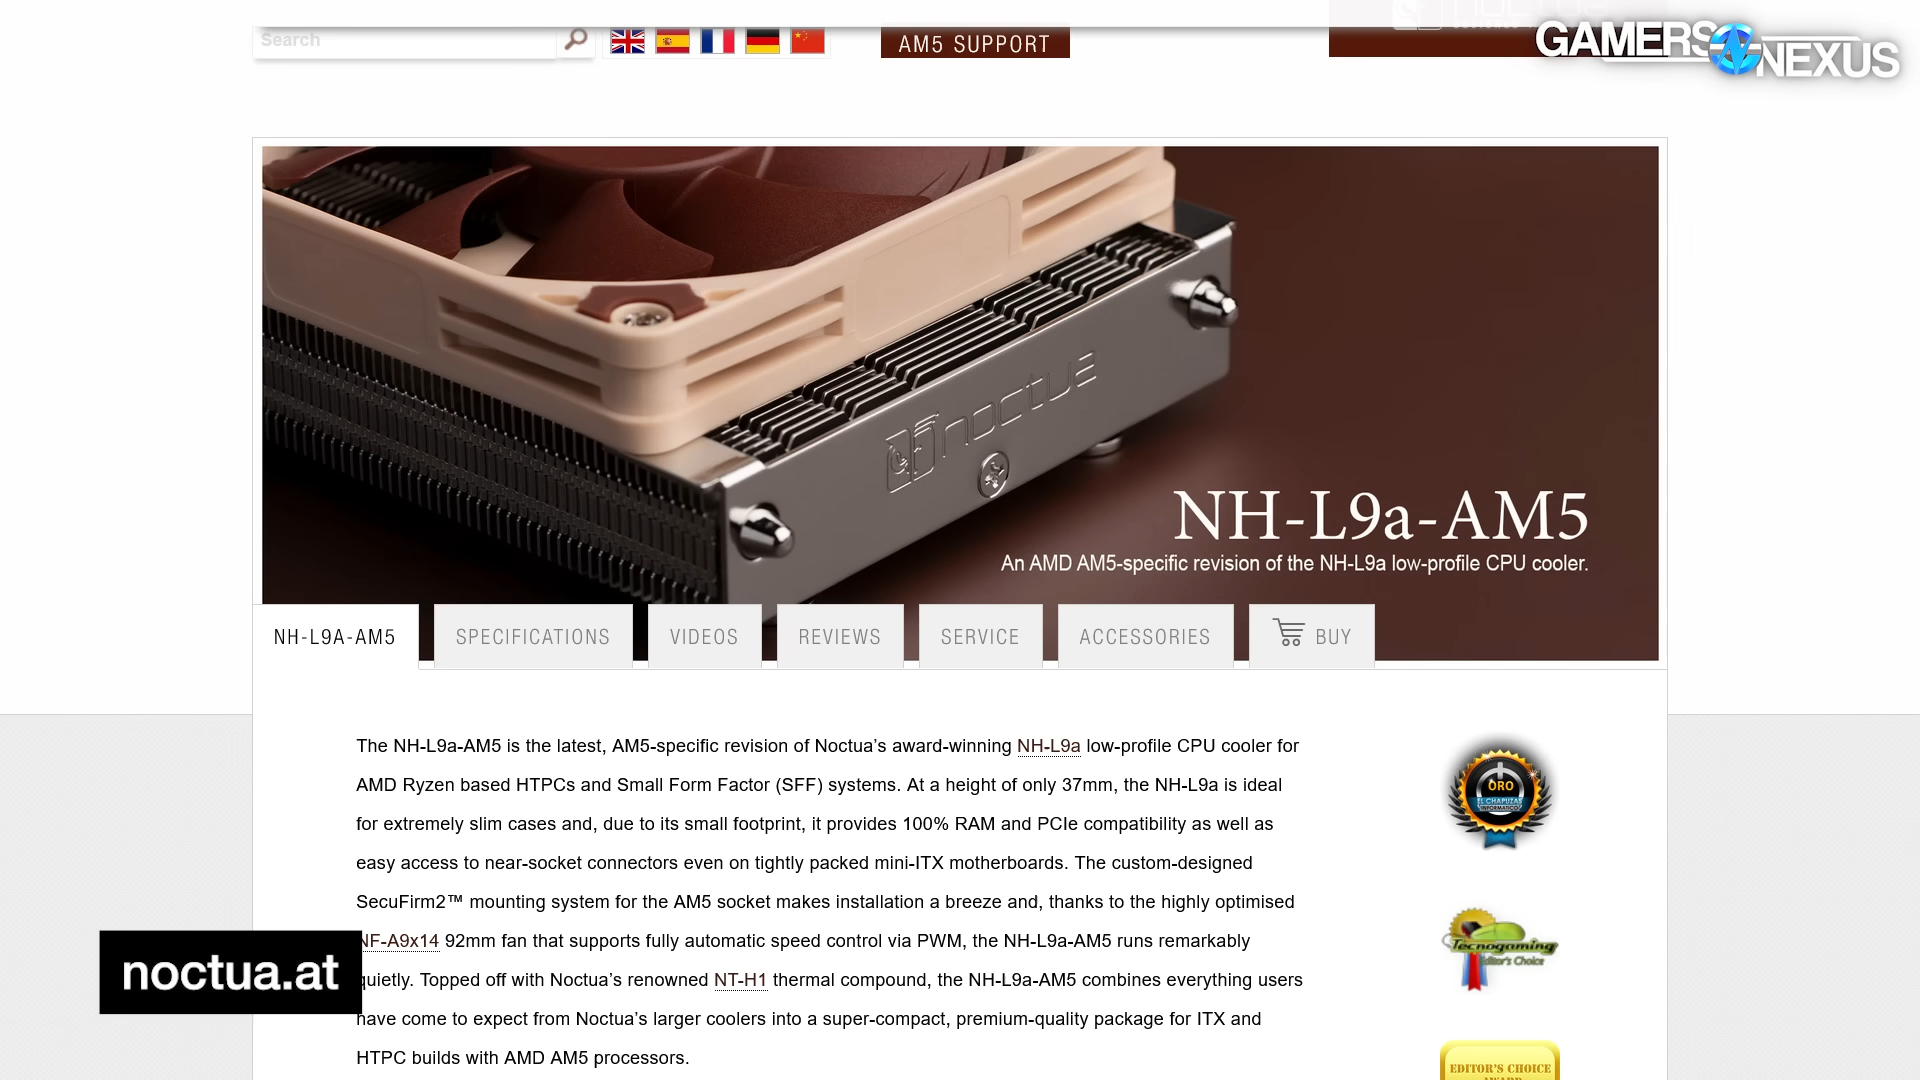 Search
AM5 SUPPORT
GAMERS NEXUS
noctua
NH-L9a-AM5
An AMD AM5-specific revision of the NH-L9a low-profile CPU cooler.
NH-L9A-AM5
SPECIFICATIONS
VIDEOS
REVIEWS
SERVICE
ACCESSORIES
BUY
The NH-L9a-AM5 is the latest, AM5-specific revision of Noctua’s award-winning NH-L9a low-profile CPU cooler for
AMD Ryzen based HTPCs and Small Form Factor (SFF) systems. At a height of only 37mm, the NH-L9a is ideal
for extremely slim cases and, due to its small footprint, it provides 100% RAM and PCIe compatibility as well as
easy access to near-socket connectors even on tightly packed mini-ITX motherboards. The custom-designed
SecuFirm2™ mounting system for the AM5 socket makes installation a breeze and, thanks to the highly optimised
NF-A9x14 92mm fan that supports fully automatic speed control via PWM, the NH-L9a-AM5 runs remarkably
quietly. Topped off with Noctua’s renowned NT-H1 thermal compound, the NH-L9a-AM5 combines everything users
have come to expect from Noctua’s larger coolers into a super-compact, premium-quality package for ITX and
HTPC builds with AMD AM5 processors.
ORO
EL CHAPUZAS
INFORMÁTICO
Tecnogaming
Editor's Choice
EDITOR'S CHOICE
noctua.at